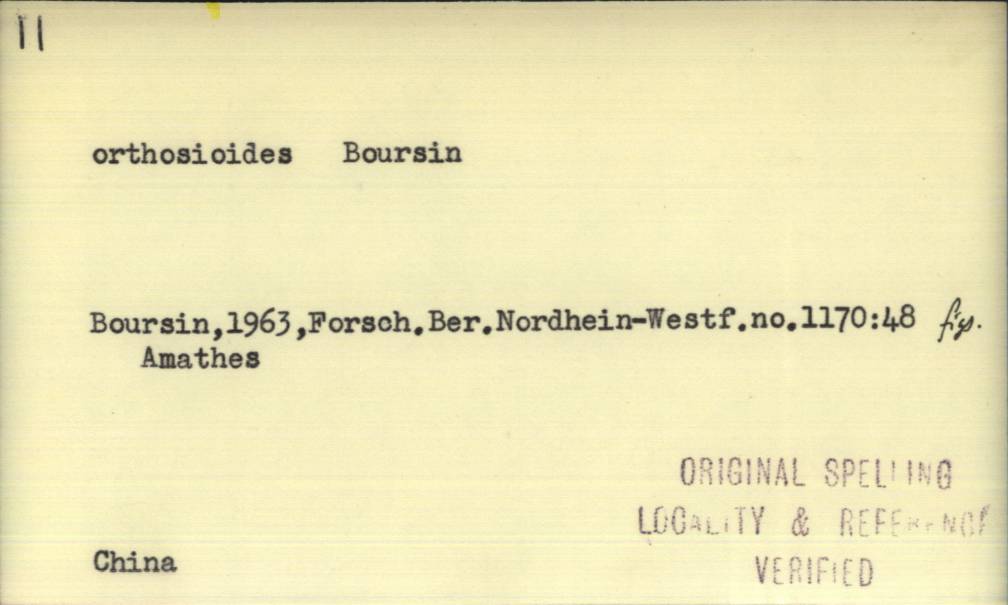 11
orthosioides Boursin
Boursin,1963,Forsch.Ber.Nordhein-Westf.no.1170:48 figs.
Amathes
China
ORIGINAL SPELLING
LOCALITY & REFERENCE
VERIFIED